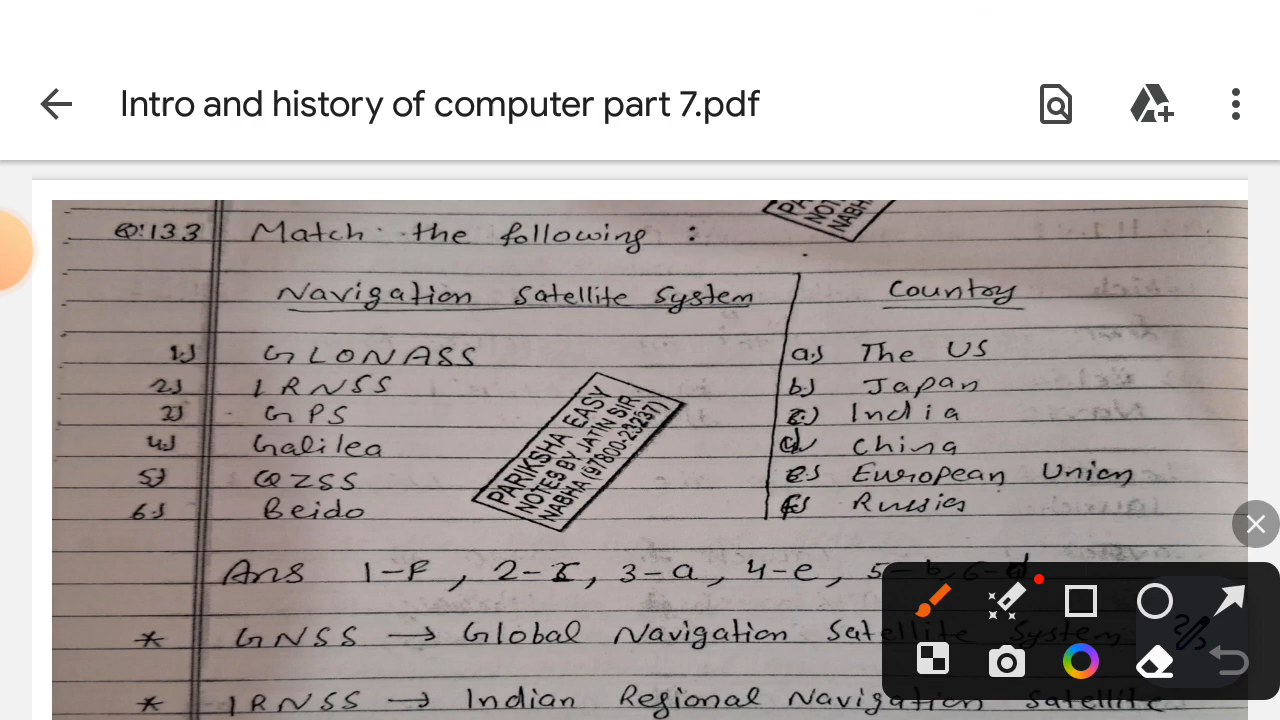 Intro and history of computer part 7.pdf
Q:133 Match the following :
Navigation Satellite System Country
1) GLONASS a) The US
2) IRNSS b) Japan
3) GPS c) India
4) Galilea d) China
5) QZSS e) European Union
6) Beido f) Russia
PARIKSHA EASY
NOTES BY JATIN SIR
NABHA (97800-23237)
Ans 1-f, 2-c, 3-a, 4-e, 5-b, 6-d
* GNSS → Global Navigation Satellite System
* IRNSS → Indian Regional Navigation Satellite